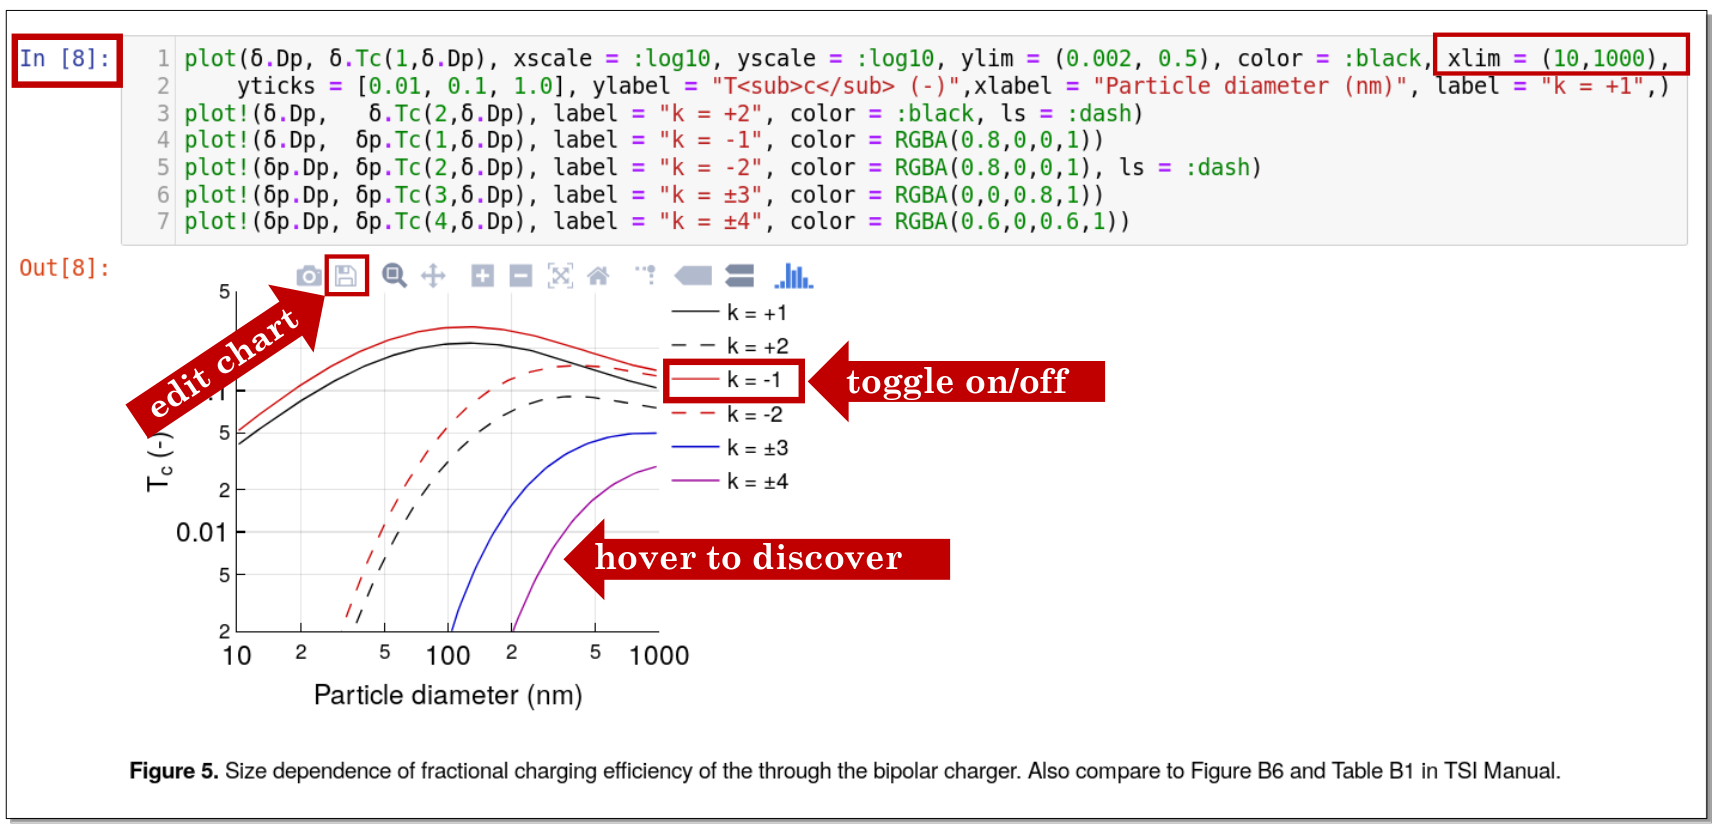 In [8]:
1 plot(δ.Dp, δ.Tc(1,δ.Dp), xscale = :log10, yscale = :log10, ylim = (0.002, 0.5), color = :black, xlim = (10,1000),
2     yticks = [0.01, 0.1, 1.0], ylabel = "T<sub>c</sub> (-)",xlabel = "Particle diameter (nm)", label = "k = +1",)
3 plot!(δ.Dp,   δ.Tc(2,δ.Dp), label = "k = +2", color = :black, ls = :dash)
4 plot!(δ.Dp,  δp.Tc(1,δ.Dp), label = "k = -1", color = RGBA(0.8,0,0,1))
5 plot!(δp.Dp, δp.Tc(2,δ.Dp), label = "k = -2", color = RGBA(0.8,0,0,1), ls = :dash)
6 plot!(δp.Dp, δp.Tc(3,δ.Dp), label = "k = ±3", color = RGBA(0,0,0.8,1))
7 plot!(δp.Dp, δp.Tc(4,δ.Dp), label = "k = ±4", color = RGBA(0.6,0,0.6,1))
Out[8]:
edit chart
5
5
2
0.01
5
2
Tc (-)
10 2 5 100 2 5 1000
Particle diameter (nm)
k = +1
k = +2
k = -1
k = -2
k = ±3
k = ±4
toggle on/off
hover to discover
Figure 5. Size dependence of fractional charging efficiency of the through the bipolar charger. Also compare to Figure B6 and Table B1 in TSI Manual.